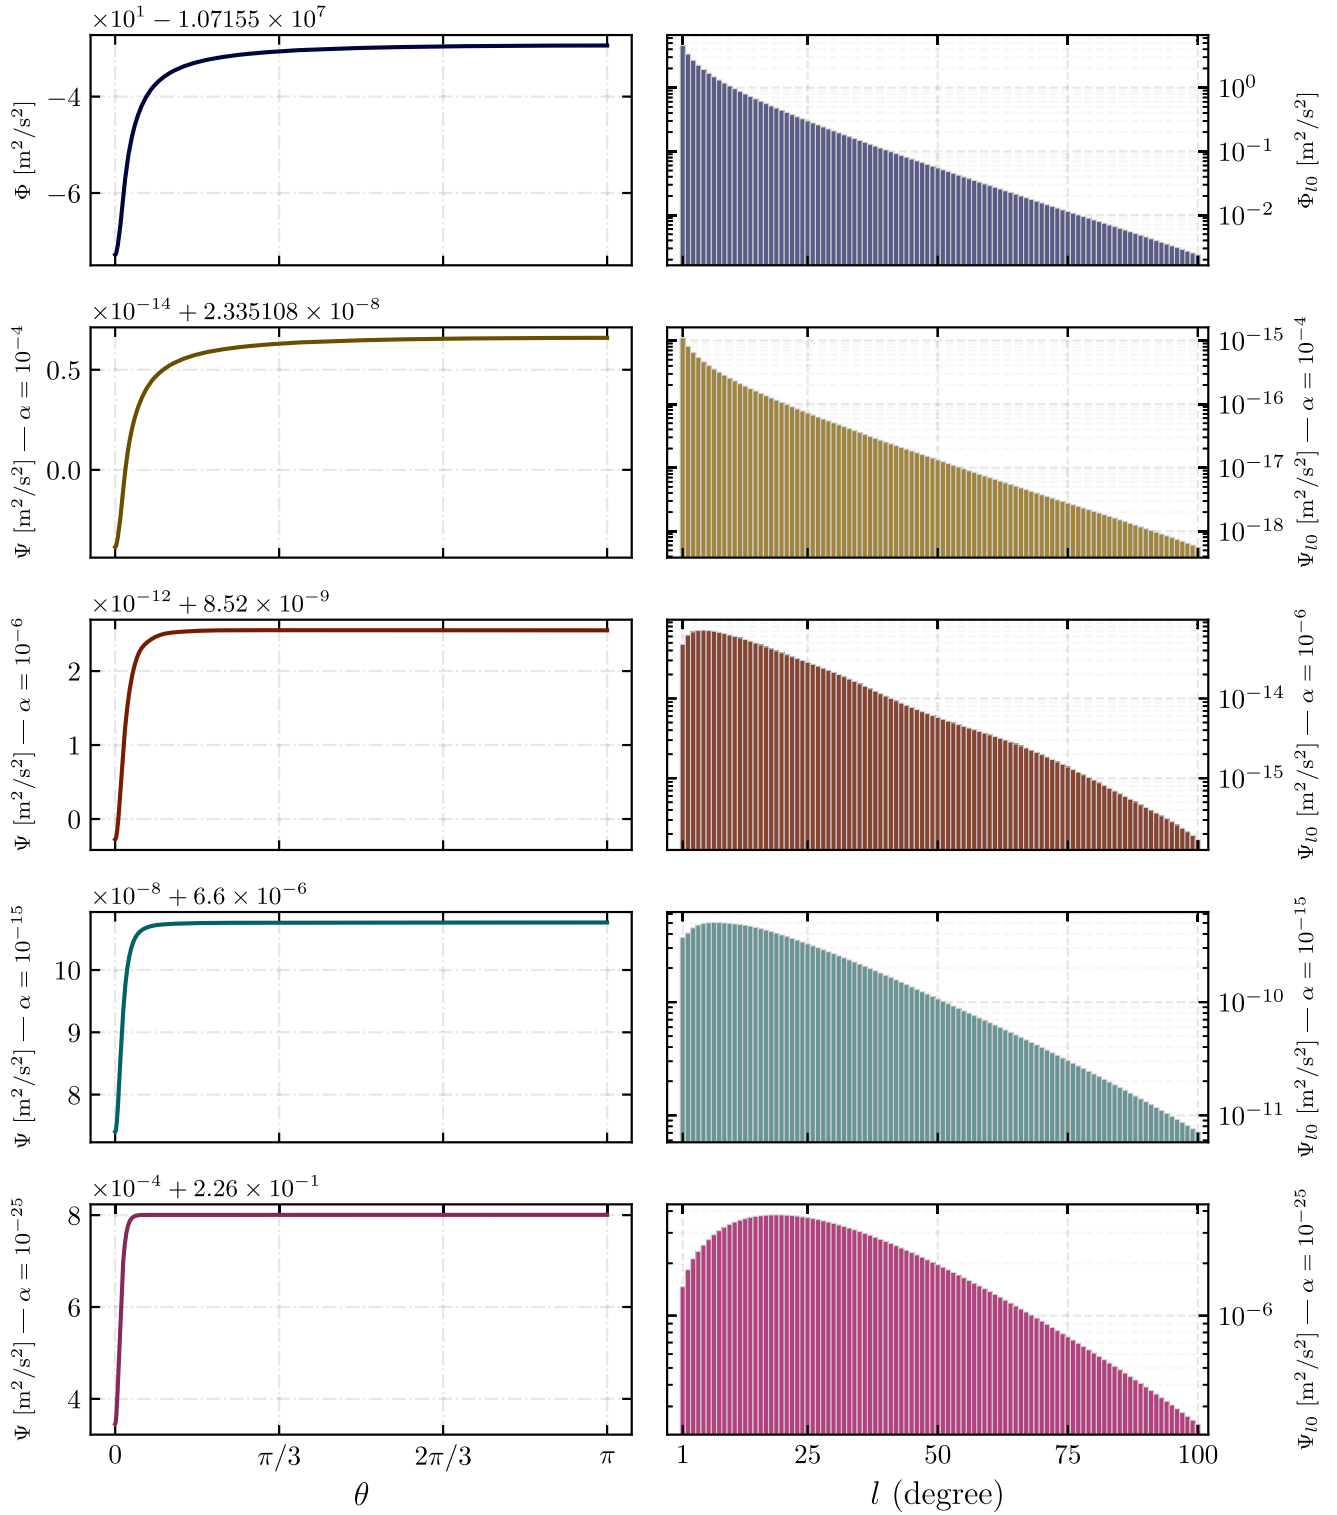 ×10¹ − 1.07155 × 10⁷
Φ [m²/s²]
−4
−6
10⁰
10⁻¹
10⁻²
Φₗ₀ [m²/s²]
×10⁻¹⁴ + 2.335108 × 10⁻⁸
Ψ [m²/s²] — α = 10⁻⁴
0.5
0.0
10⁻¹⁵
10⁻¹⁶
10⁻¹⁷
10⁻¹⁸
Ψₗ₀ [m²/s²] — α = 10⁻⁴
×10⁻¹² + 8.52 × 10⁻⁹
Ψ [m²/s²] — α = 10⁻⁶
2
1
0
10⁻¹⁴
10⁻¹⁵
Ψₗ₀ [m²/s²] — α = 10⁻⁶
×10⁻⁸ + 6.6 × 10⁻⁶
Ψ [m²/s²] — α = 10⁻¹⁵
10
9
8
10⁻¹⁰
10⁻¹¹
Ψₗ₀ [m²/s²] — α = 10⁻¹⁵
×10⁻⁴ + 2.26 × 10⁻¹
Ψ [m²/s²] — α = 10⁻²⁵
8
6
4
10⁻⁶
Ψₗ₀ [m²/s²] — α = 10⁻²⁵
0 π/3 2π/3 π
θ
1 25 50 75 100
l (degree)